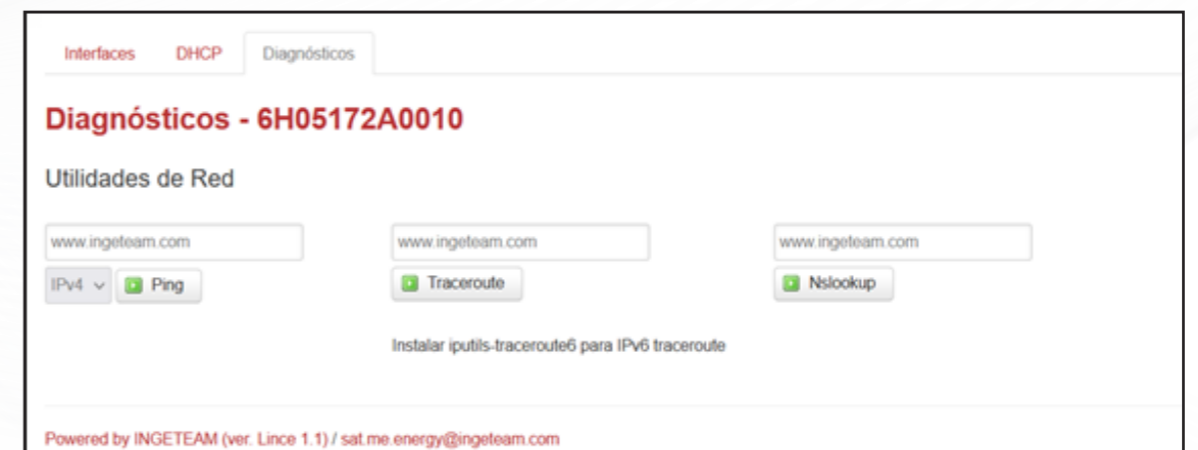 Interfaces DHCP Diagnósticos
Diagnósticos - 6H05172A0010
Utilidades de Red
www.ingeteam.com www.ingeteam.com www.ingeteam.com
IPv4 Ping Traceroute Nslookup
Instalar iputils-traceroute6 para IPv6 traceroute
Powered by INGETEAM (ver. Lince 1.1) / sat.me.energy@ingeteam.com